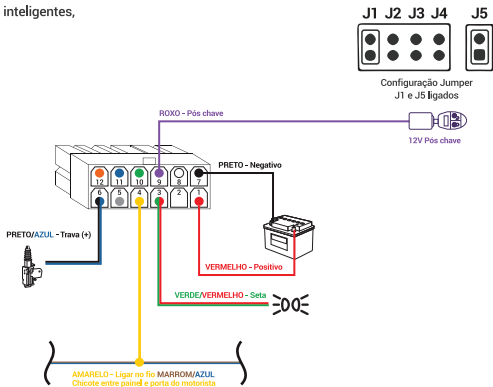 inteligentes,
J1 J2 J3 J4 J5
Configuração Jumper
J1 e J5 ligados
ROXO - Pós chave
12V Pós chave
PRETO - Negativo
12 11 10 9 8 7
6 5 4 3 2 1
PRETO/AZUL - Trava (+)
VERMELHO - Positivo
VERDE/VERMELHO - Seta
AMARELO - Ligar no fio MARROM/AZUL
Chicote entre painel e porta do motorista